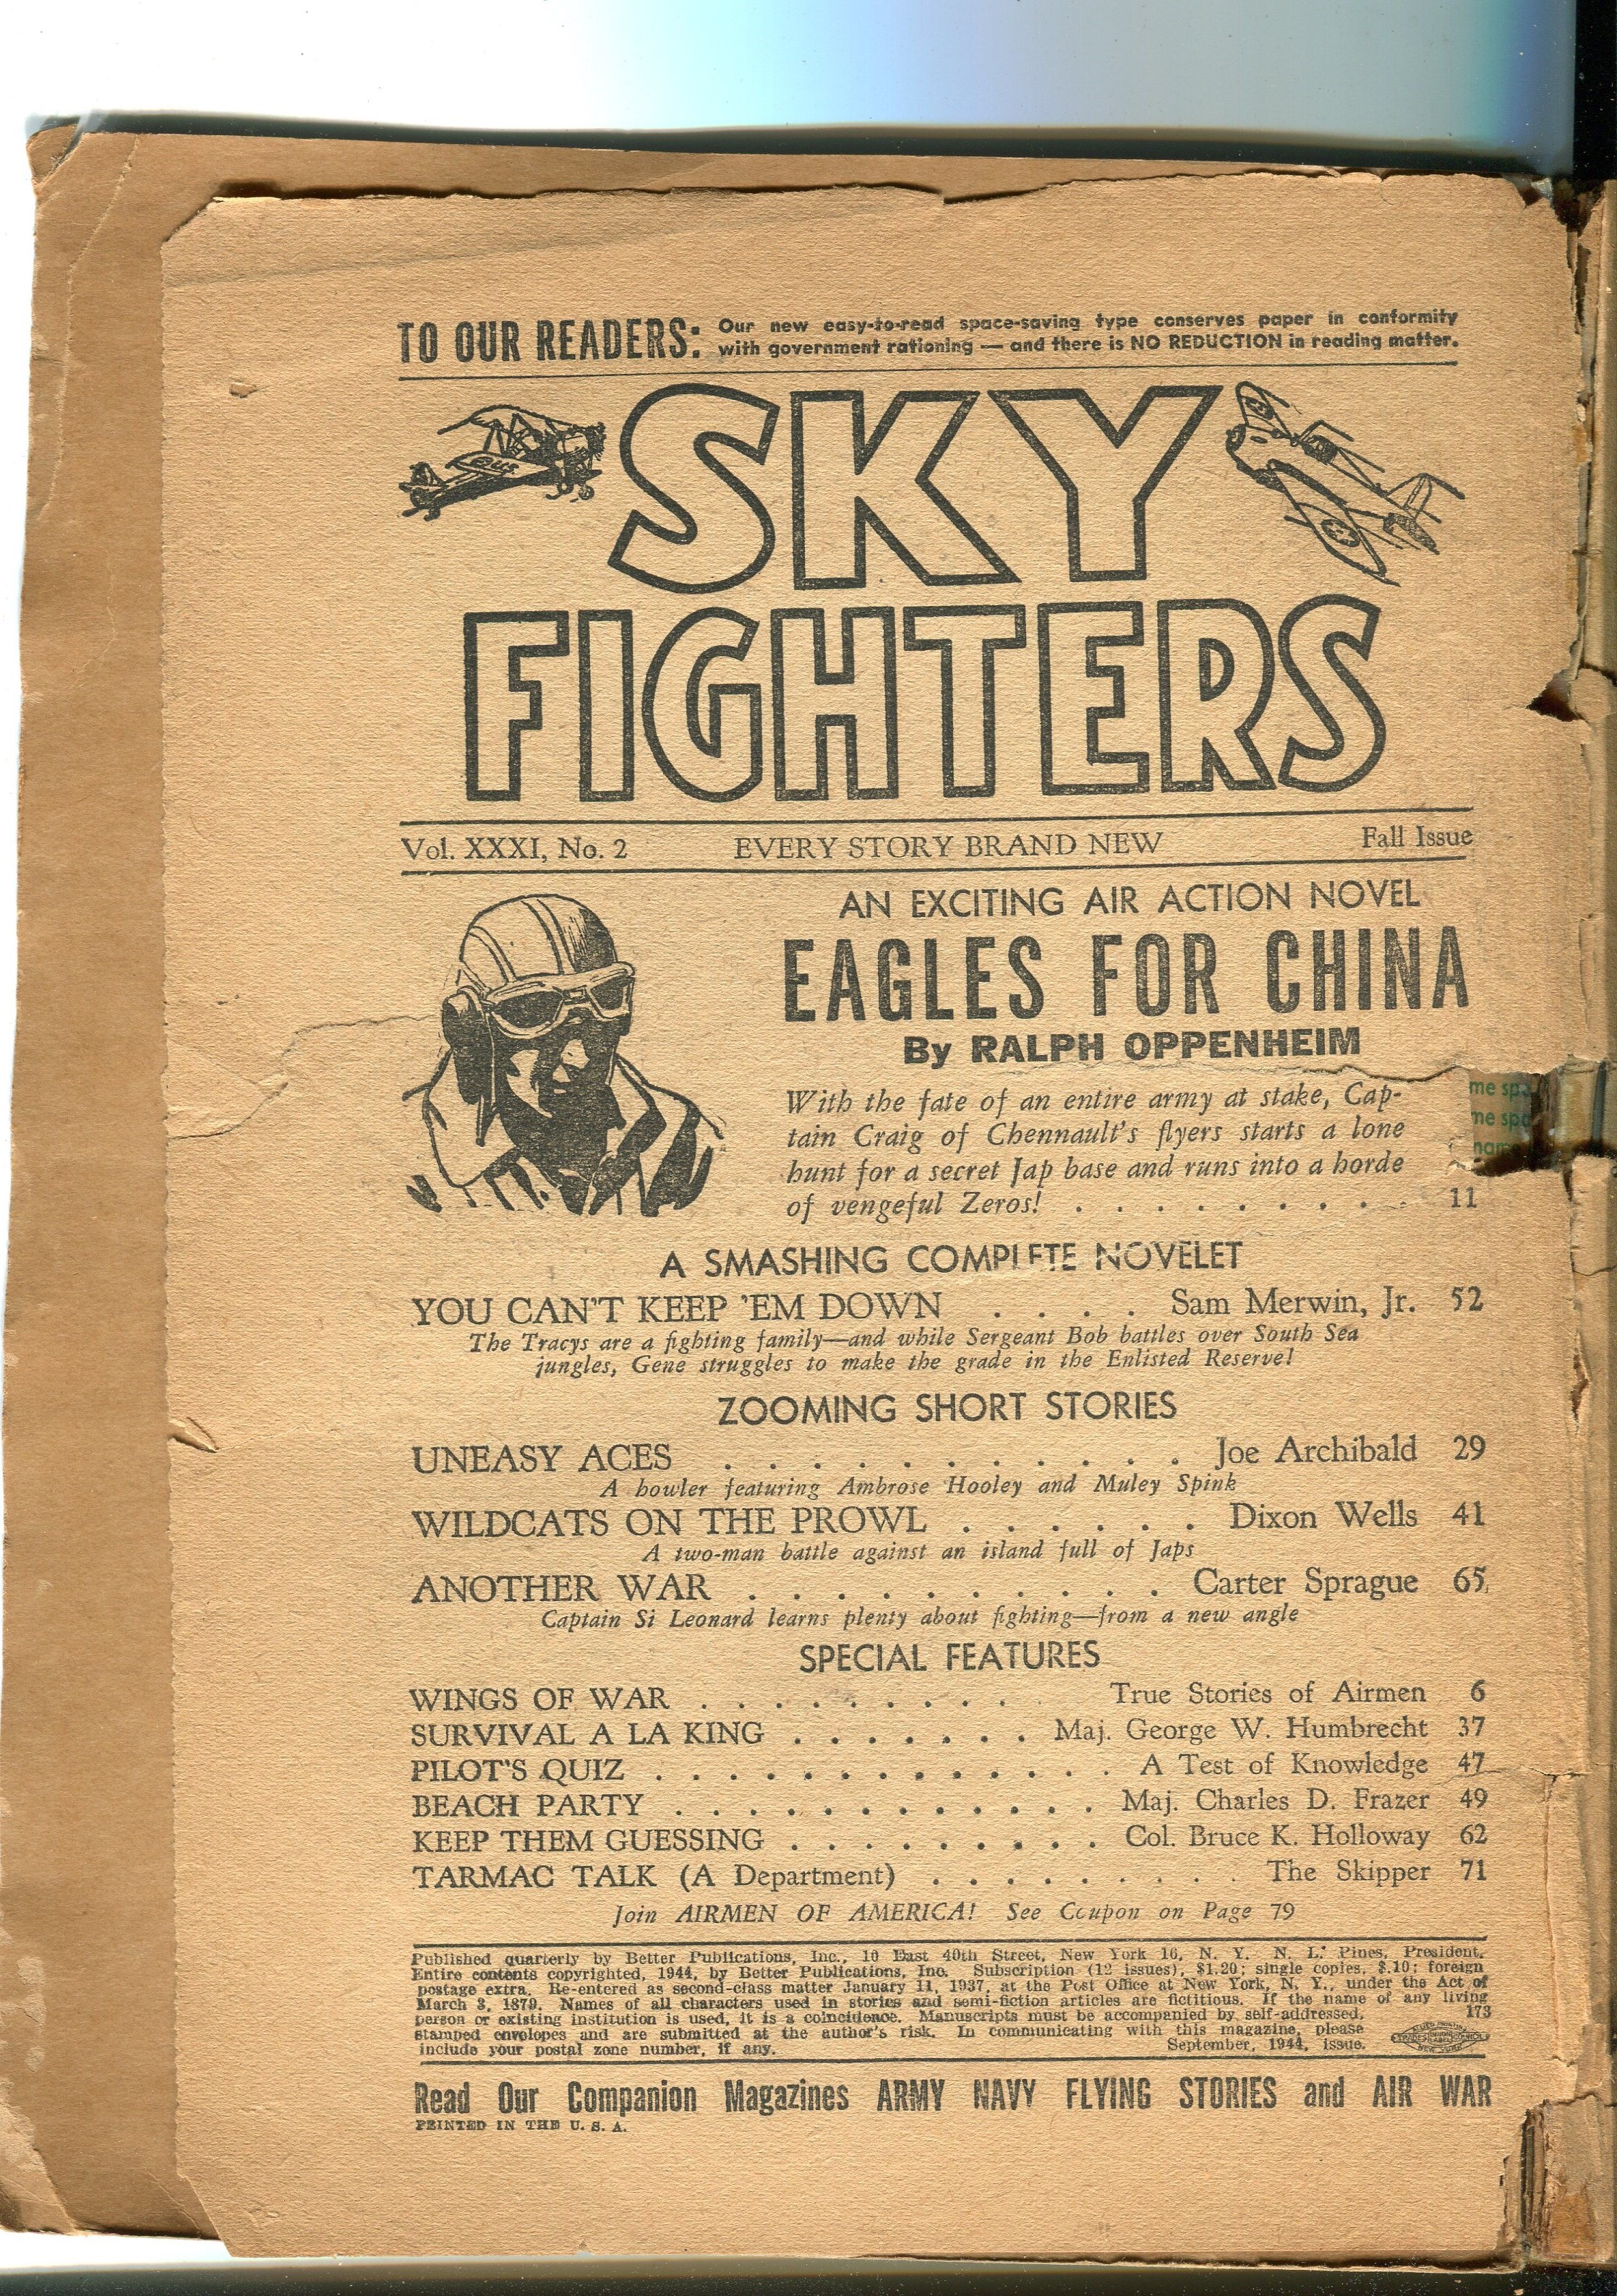 TO OUR READERS: Our new easy-to-read space-saving type conserves paper in conformity
with government rationing — and there is NO REDUCTION in reading matter.
SKY
FIGHTERS
Vol. XXXI, No. 2 EVERY STORY BRAND NEW Fall Issue
AN EXCITING AIR ACTION NOVEL
EAGLES FOR CHINA
By RALPH OPPENHEIM
With the fate of an entire army at stake, Cap-
tain Craig of Chennault's flyers starts a lone
hunt for a secret Jap base and runs into a horde
of vengeful Zeros! . . . . . . . . . 11
A SMASHING COMPLETE NOVELET
YOU CAN'T KEEP 'EM DOWN . . . . Sam Merwin, Jr. 52
The Tracys are a fighting family—and while Sergeant Bob battles over South Sea
jungles, Gene struggles to make the grade in the Enlisted Reserve!
ZOOMING SHORT STORIES
UNEASY ACES . . . . . . . . . . . Joe Archibald 29
A howler featuring Ambrose Hooley and Muley Spink
WILDCATS ON THE PROWL . . . . . . Dixon Wells 41
A two-man battle against an island full of Japs
ANOTHER WAR . . . . . . . . . . Carter Sprague 65
Captain Si Leonard learns plenty about fighting—from a new angle
SPECIAL FEATURES
WINGS OF WAR . . . . . . . . . True Stories of Airmen 6
SURVIVAL A LA KING . . . . . . . Maj. George W. Humbrecht 37
PILOT'S QUIZ . . . . . . . . . . . . . A Test of Knowledge 47
BEACH PARTY . . . . . . . . . . . . Maj. Charles D. Frazer 49
KEEP THEM GUESSING . . . . . . . . . Col. Bruce K. Holloway 62
TARMAC TALK (A Department) . . . . . . . . . The Skipper 71
Join AIRMEN OF AMERICA! See Coupon on Page 79
Published quarterly by Better Publications, Inc., 10 East 40th Street, New York 16, N. Y. N. L. Pines, President.
Entire contents copyrighted, 1944, by Better Publications, Inc. Subscription (12 issues), $1.20; single copies, $.10; foreign
postage extra. Re-entered as second-class matter January 11, 1937, at the Post Office at New York, N. Y., under the Act of
March 3, 1879. Names of all characters used in stories and semi-fiction articles are fictitious. If the name of any living
person or existing institution is used, it is a coincidence. Manuscripts must be accompanied by self-addressed, 173
stamped envelopes and are submitted at the author's risk. In communicating with this magazine, please
include your postal zone number, if any. September, 1944, issue.
Read Our Companion Magazines ARMY NAVY FLYING STORIES and AIR WAR
PRINTED IN THE U. S. A.